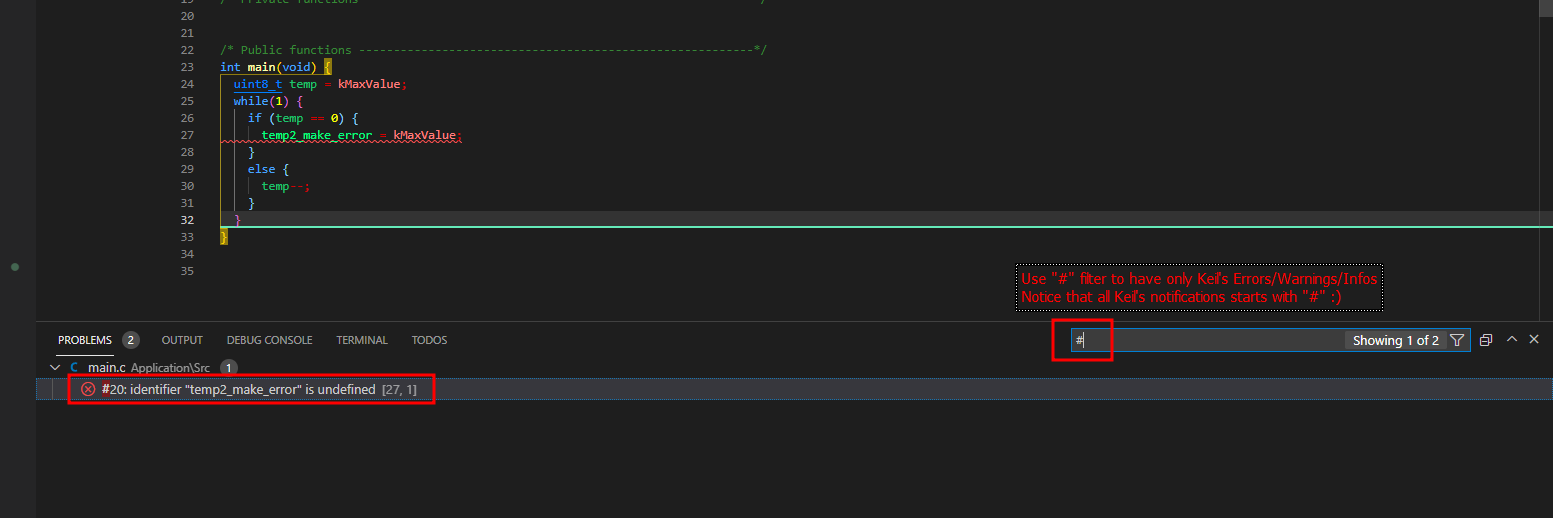 19 /* Private functions ----------------------------------------------------------*/
20
21
22 /* Public functions ---------------------------------------------------------*/
23 int main(void) {
24 uint8_t temp = kMaxValue;
25 while(1) {
26 if (temp == 0) {
27 temp2_make_error = kMaxValue;
28 }
29 else {
30 temp--;
31 }
32 }
33 }
34
35
Use "#" filter to have only Keil's Errors/Warnings/Infos
Notice that all Keil's notifications starts with "#" :)
PROBLEMS 2 OUTPUT DEBUG CONSOLE TERMINAL TODOS # Showing 1 of 2
C main.c Application\Src 1
#20: identifier "temp2_make_error" is undefined [27, 1]